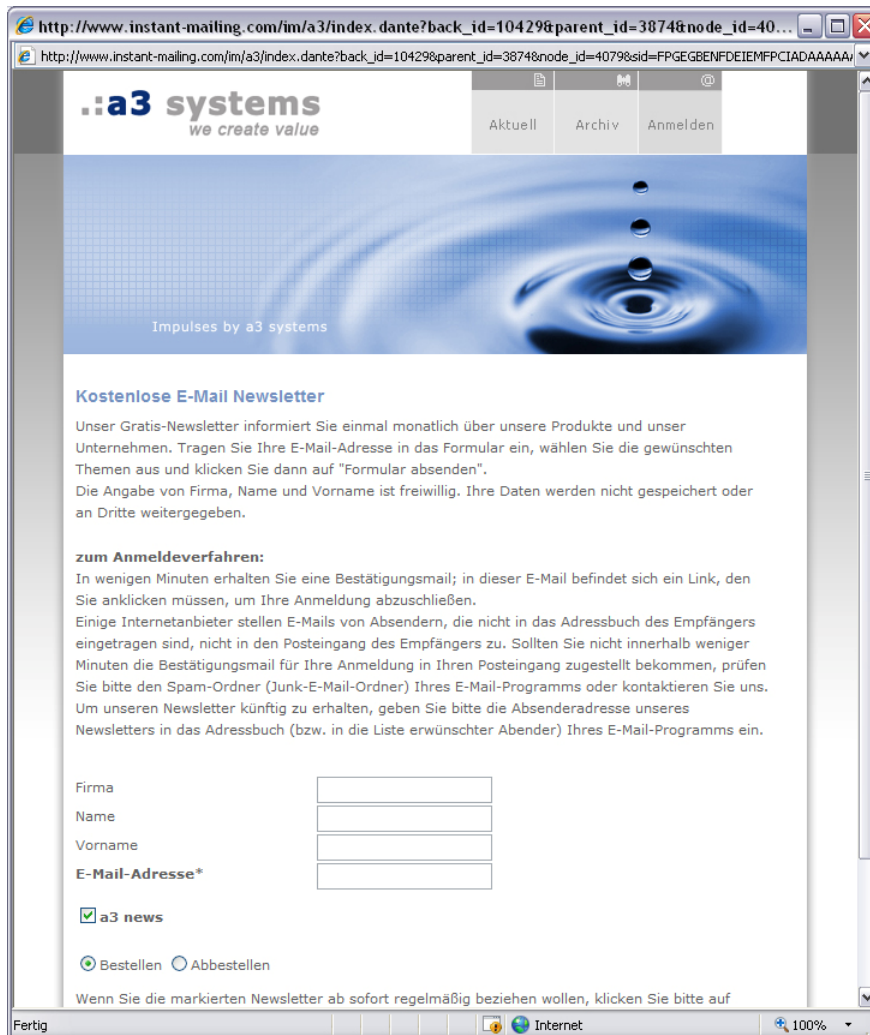 http://www.instant-mailing.com/im/a3/index.dante?back_id=10429&parent_id=3874&node_id=40...
http://www.instant-mailing.com/im/a3/index.dante?back_id=10429&parent_id=3874&node_id=4079&sid=FPGEGBENFDEIEMFPCIADAAAAAA
.:a3 systems
we create value
Aktuell
Archiv
Anmelden
Impulses by a3 systems
Kostenlose E-Mail Newsletter
Unser Gratis-Newsletter informiert Sie einmal monatlich über unsere Produkte und unser
Unternehmen. Tragen Sie Ihre E-Mail-Adresse in das Formular ein, wählen Sie die gewünschten
Themen aus und klicken Sie dann auf "Formular absenden".
Die Angabe von Firma, Name und Vorname ist freiwillig. Ihre Daten werden nicht gespeichert oder
an Dritte weitergegeben.
zum Anmeldeverfahren:
In wenigen Minuten erhalten Sie eine Bestätigungsmail; in dieser E-Mail befindet sich ein Link, den
Sie anklicken müssen, um Ihre Anmeldung abzuschließen.
Einige Internetanbieter stellen E-Mails von Absendern, die nicht in das Adressbuch des Empfängers
eingetragen sind, nicht in den Posteingang des Empfängers zu. Sollten Sie nicht innerhalb weniger
Minuten die Bestätigungsmail für Ihre Anmeldung in Ihren Posteingang zugestellt bekommen, prüfen
Sie bitte den Spam-Ordner (Junk-E-Mail-Ordner) Ihres E-Mail-Programms oder kontaktieren Sie uns.
Um unseren Newsletter künftig zu erhalten, geben Sie bitte die Absenderadresse unseres
Newsletters in das Adressbuch (bzw. in die Liste erwünschter Abender) Ihres E-Mail-Programms ein.
Firma
Name
Vorname
E-Mail-Adresse*
a3 news
Bestellen Abbestellen
Wenn Sie die markierten Newsletter ab sofort regelmäßig beziehen wollen, klicken Sie bitte auf
Fertig
Internet
100%